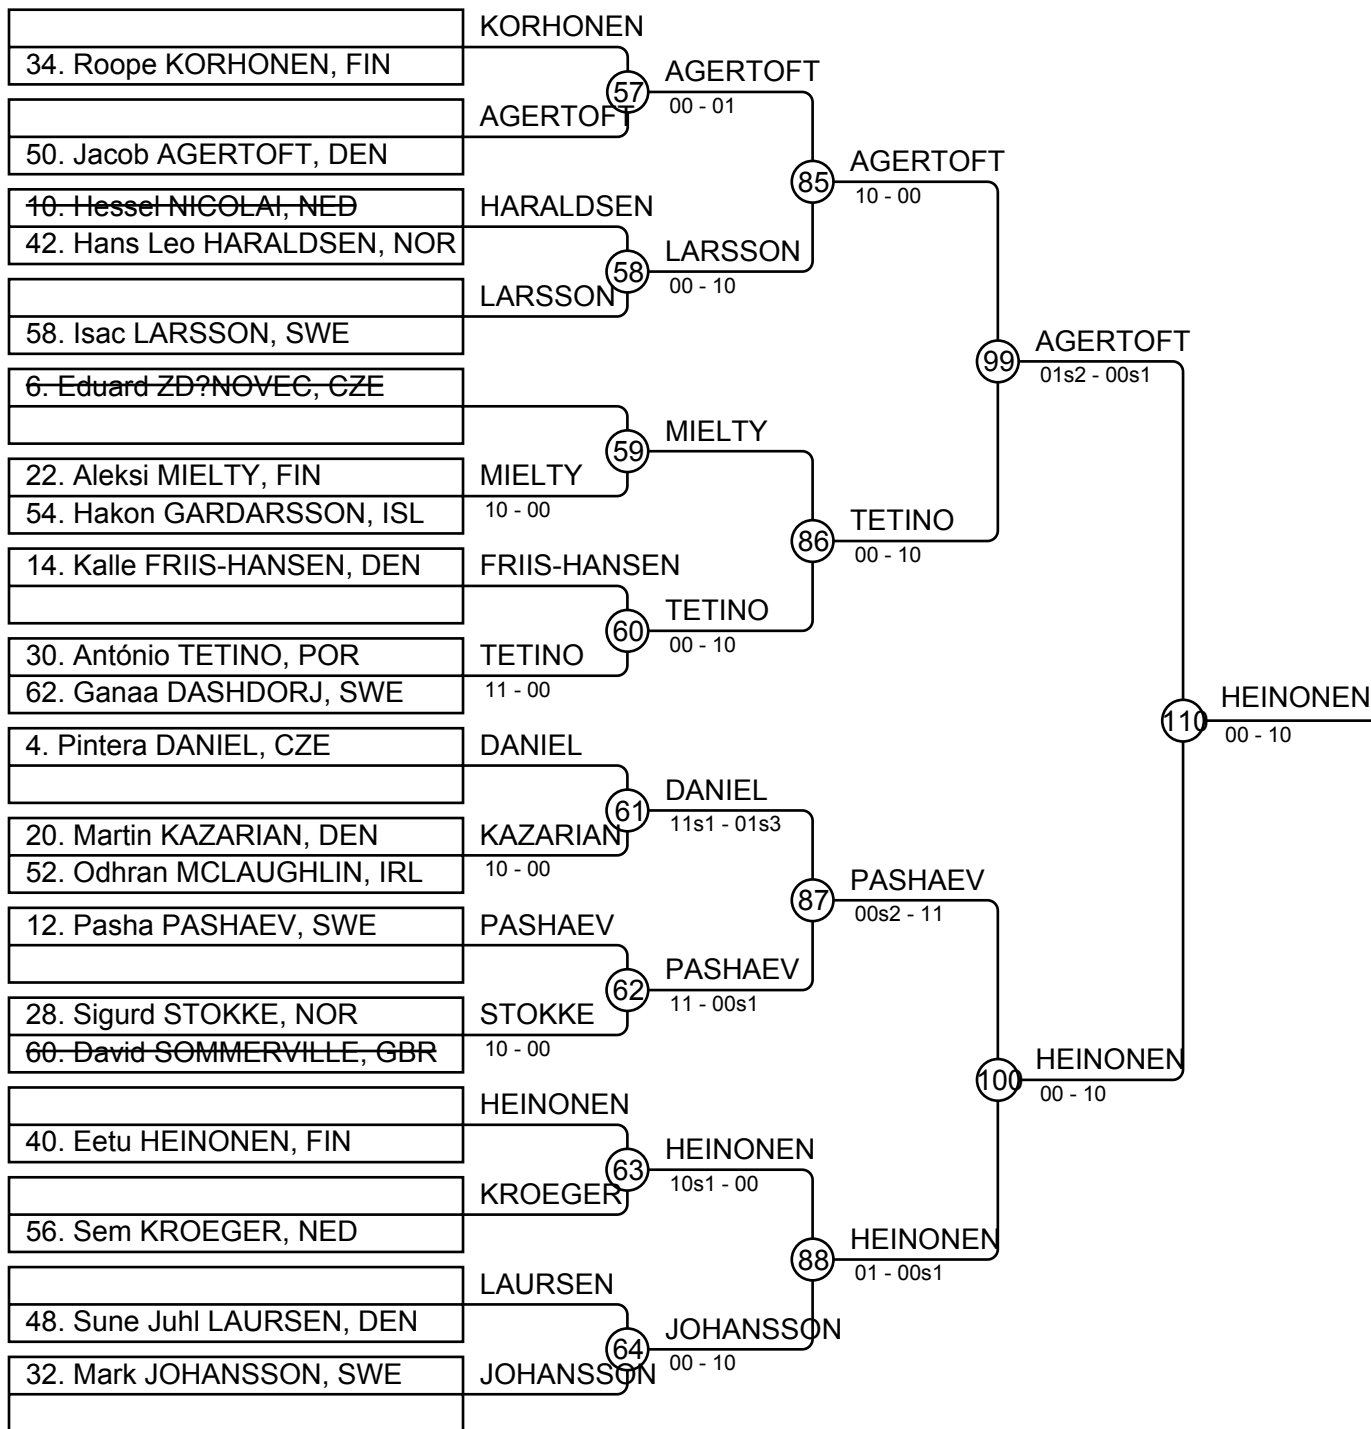 KORHONEN
34. Roope KORHONEN, FIN
57
AGERTOFT
00 - 01
AGERTOFT
50. Jacob AGERTOFT, DEN
85
AGERTOFT
10 - 00
10. Hessel NICOLAI, NED
HARALDSEN
42. Hans Leo HARALDSEN, NOR
58
LARSSON
00 - 10
LARSSON
58. Isac LARSSON, SWE
99
AGERTOFT
01s2 - 00s1
6. Eduard ZD?NOVEC, CZE
59
MIELTY
22. Aleksi MIELTY, FIN
MIELTY
54. Hakon GARDARSSON, ISL
10 - 00
86
TETINO
00 - 10
14. Kalle FRIIS-HANSEN, DEN
FRIIS-HANSEN
60
TETINO
00 - 10
30. António TETINO, POR
TETINO
62. Ganaa DASHDORJ, SWE
11 - 00
110
HEINONEN
00 - 10
4. Pintera DANIEL, CZE
DANIEL
61
DANIEL
11s1 - 01s3
20. Martin KAZARIAN, DEN
KAZARIAN
52. Odhran MCLAUGHLIN, IRL
10 - 00
87
PASHAEV
00s2 - 11
12. Pasha PASHAEV, SWE
PASHAEV
62
PASHAEV
11 - 00s1
28. Sigurd STOKKE, NOR
STOKKE
60. David SOMMERVILLE, GBR
10 - 00
100
HEINONEN
00 - 10
HEINONEN
40. Eetu HEINONEN, FIN
63
HEINONEN
10s1 - 00
KROEGER
56. Sem KROEGER, NED
88
HEINONEN
01 - 00s1
LAURSEN
48. Sune Juhl LAURSEN, DEN
64
JOHANSSON
00 - 10
32. Mark JOHANSSON, SWE
JOHANSSON